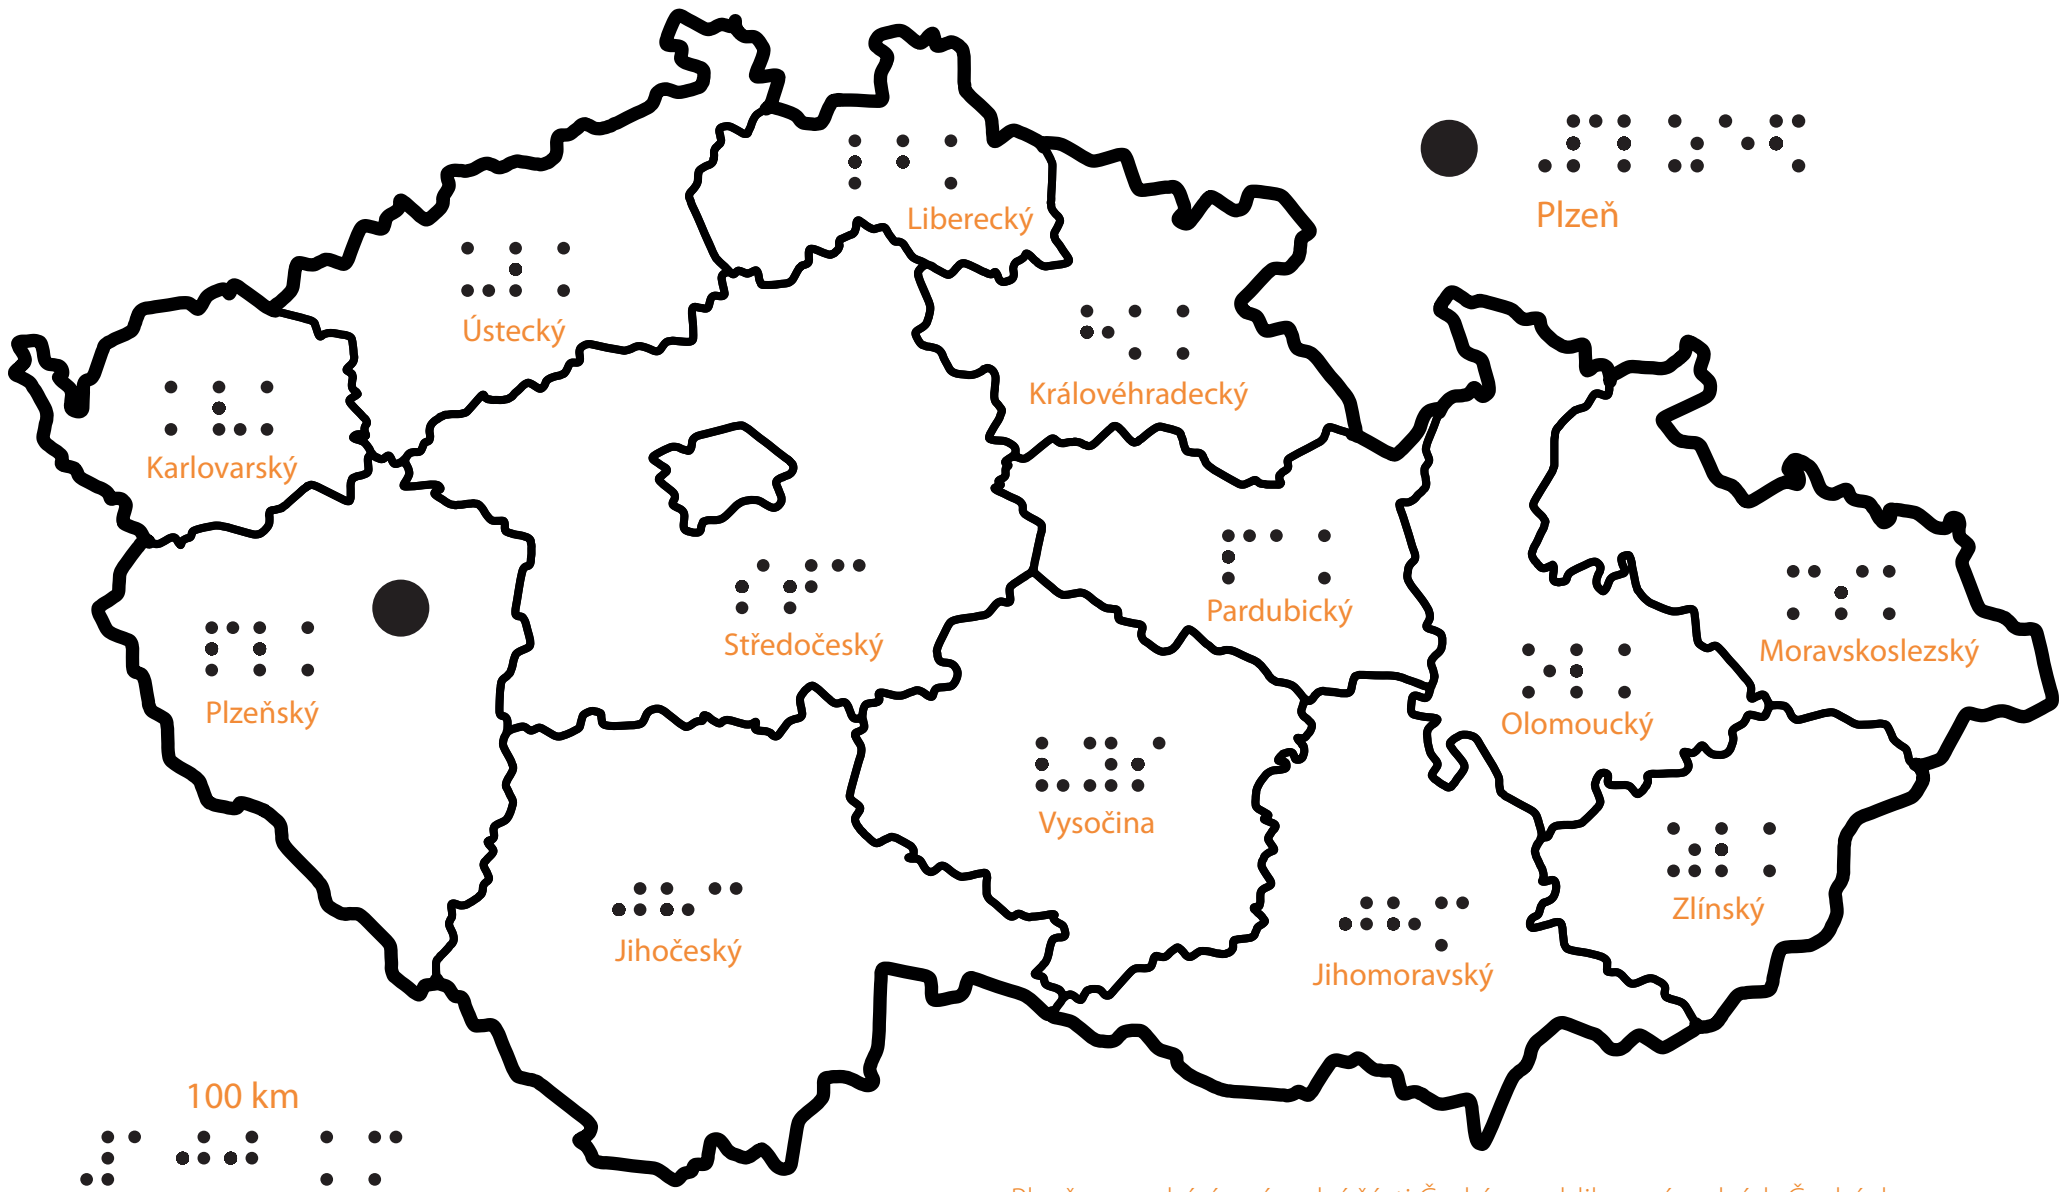 Plzeň
Liberecký
Ústecký
Královéhradecký
Karlovarský
Pardubický
Středočeský
Moravskoslezský
Plzeňský
Olomoucký
Vysočina
Zlínský
Jihočeský
Jihomoravský
100 km